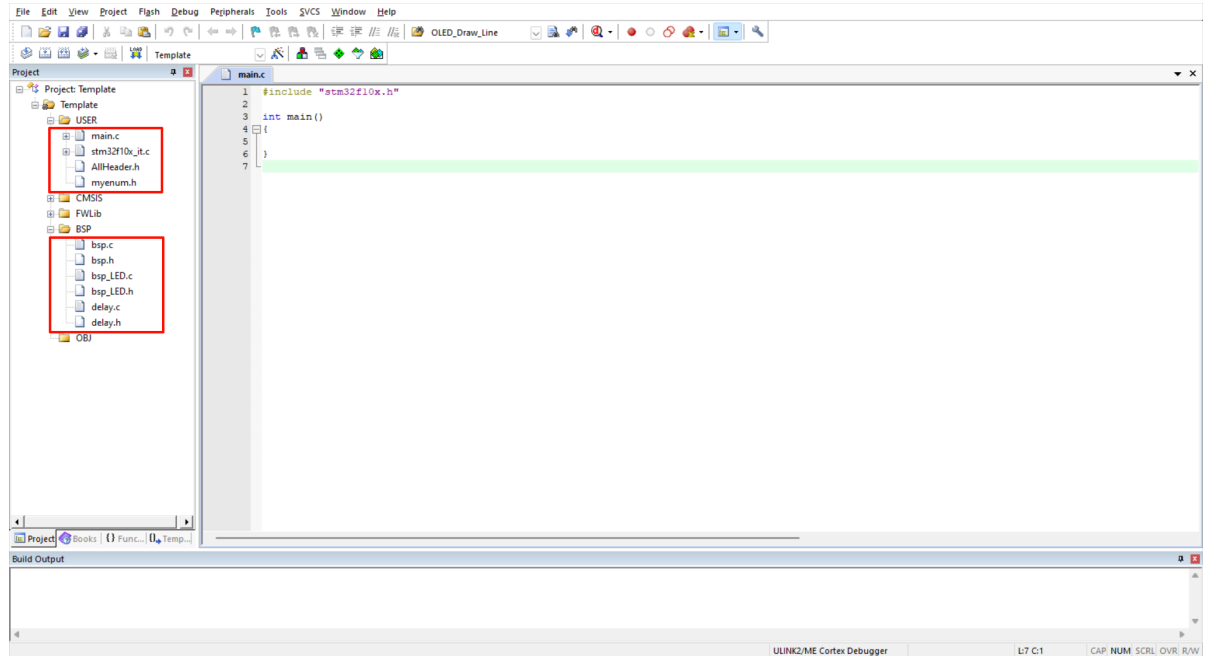 File Edit View Project Flash Debug Peripherals Tools SVCS Window Help
OLED_Draw_Line
LOAD Template
Project
main.c
Project: Template
Template
USER
main.c
stm32f10x_it.c
AllHeader.h
myenum.h
CMSIS
FWLib
BSP
bsp.c
bsp.h
bsp_LED.c
bsp_LED.h
delay.c
delay.h
OBJ
1 #include "stm32f10x.h"
2
3 int main()
4 {
5
6 }
7
Project Books {} Func... Temp...
Build Output
ULINK2/ME Cortex Debugger L:7 C:1 CAP NUM SCRL OVR R/W